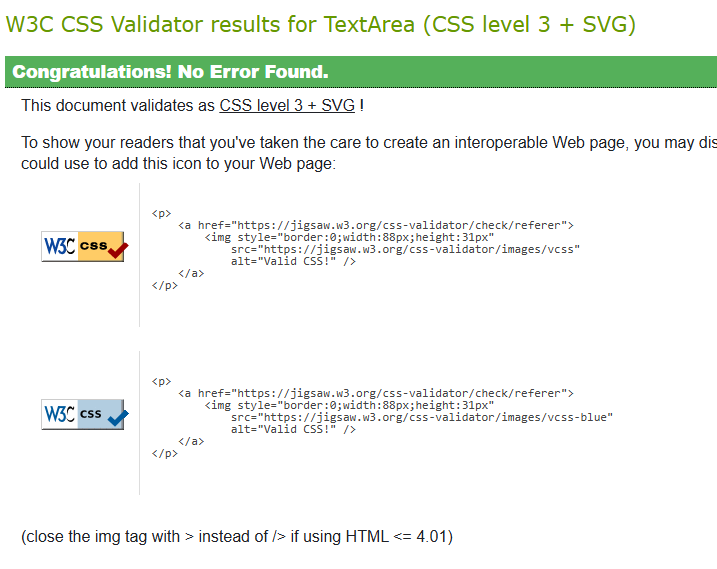 W3C CSS Validator results for TextArea (CSS level 3 + SVG)
Congratulations! No Error Found.
This document validates as CSS level 3 + SVG !
To show your readers that you've taken the care to create an interoperable Web page, you may dis
could use to add this icon to your Web page:
W3C css
<p>
<a href="https://jigsaw.w3.org/css-validator/check/referer">
<img style="border:0;width:88px;height:31px"
src="https://jigsaw.w3.org/css-validator/images/vcss"
alt="Valid CSS!" />
</a>
</p>
W3C css
<p>
<a href="https://jigsaw.w3.org/css-validator/check/referer">
<img style="border:0;width:88px;height:31px"
src="https://jigsaw.w3.org/css-validator/images/vcss-blue"
alt="Valid CSS!" />
</a>
</p>
(close the img tag with > instead of /> if using HTML <= 4.01)